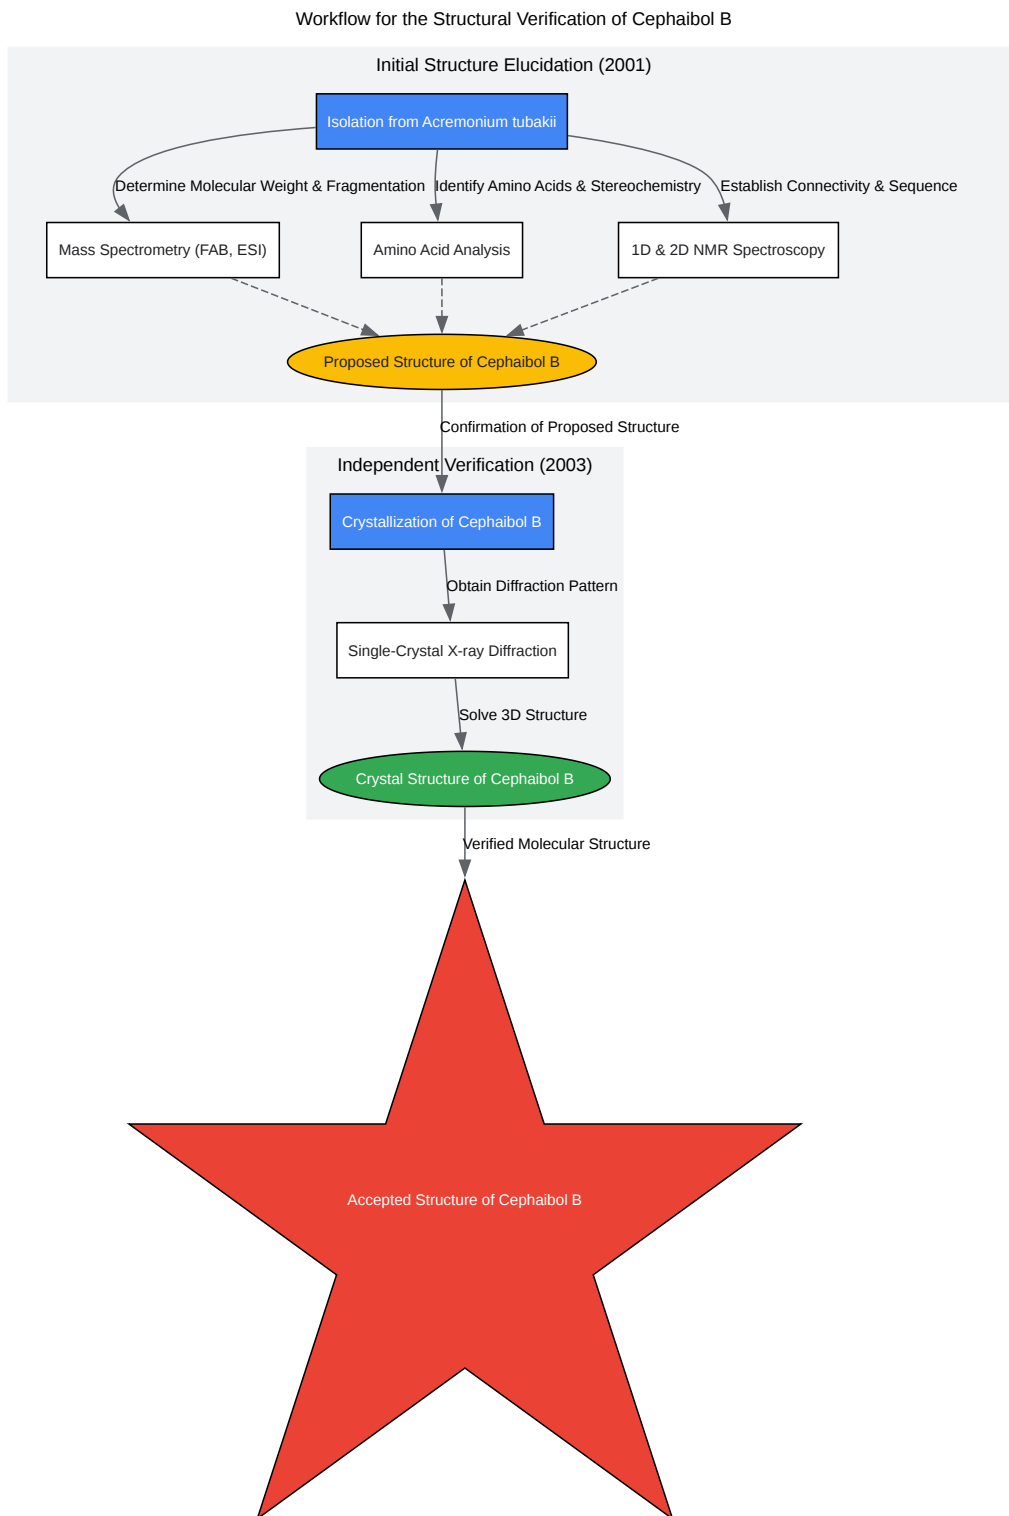 Workflow for the Structural Verification of Cephaibol B
Initial Structure Elucidation (2001)
Isolation from Acremonium tubakii
Determine Molecular Weight & Fragmentation
Identify Amino Acids & Stereochemistry
Establish Connectivity & Sequence
Mass Spectrometry (FAB, ESI)
Amino Acid Analysis
1D & 2D NMR Spectroscopy
Proposed Structure of Cephaibol B
Confirmation of Proposed Structure
Independent Verification (2003)
Crystallization of Cephaibol B
Obtain Diffraction Pattern
Single-Crystal X-ray Diffraction
Solve 3D Structure
Crystal Structure of Cephaibol B
Verified Molecular Structure
Accepted Structure of Cephaibol B